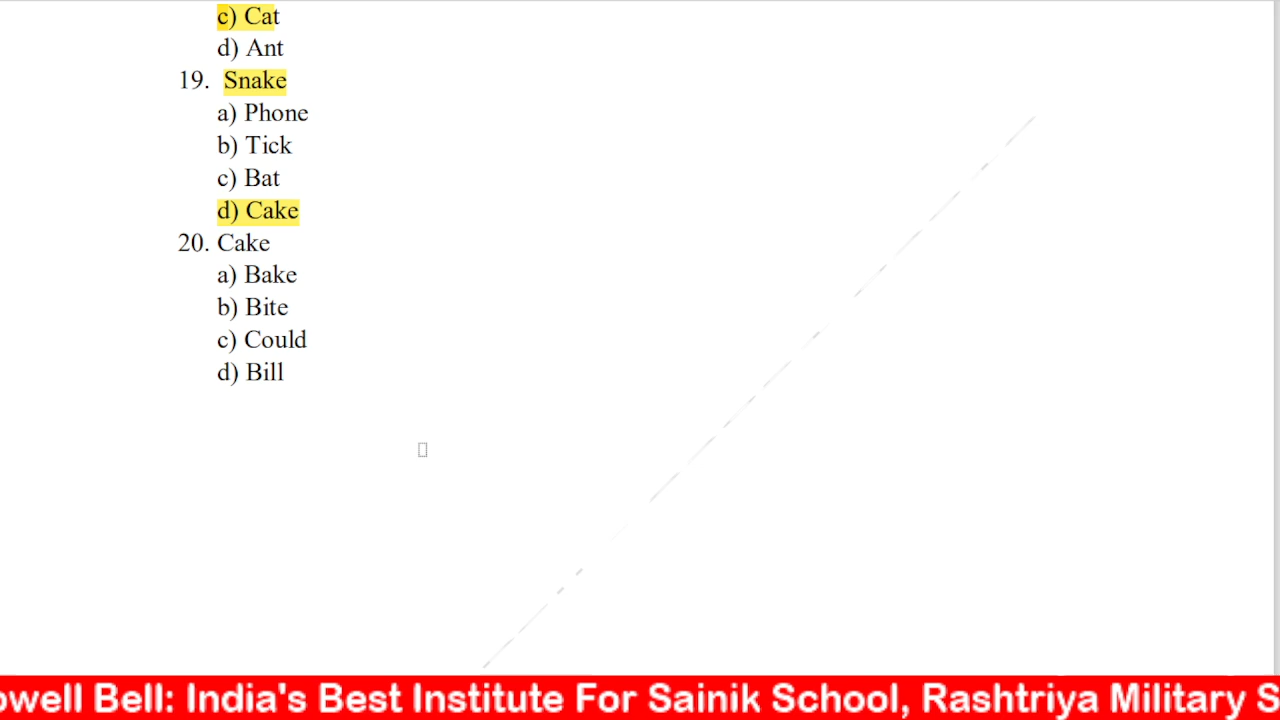 c) Cat
d) Ant
19. Snake
a) Phone
b) Tick
c) Bat
d) Cake
20. Cake
a) Bake
b) Bite
c) Could
d) Bill
owell Bell: India's Best Institute For Sainik School, Rashtriya Military S